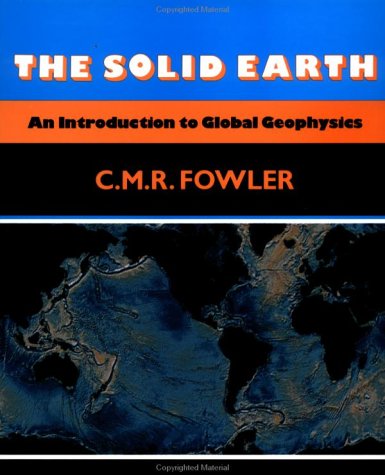 Copyrighted Material
THE SOLID EARTH
An Introduction to Global Geophysics
C.M.R. FOWLER
Copyrighted Material